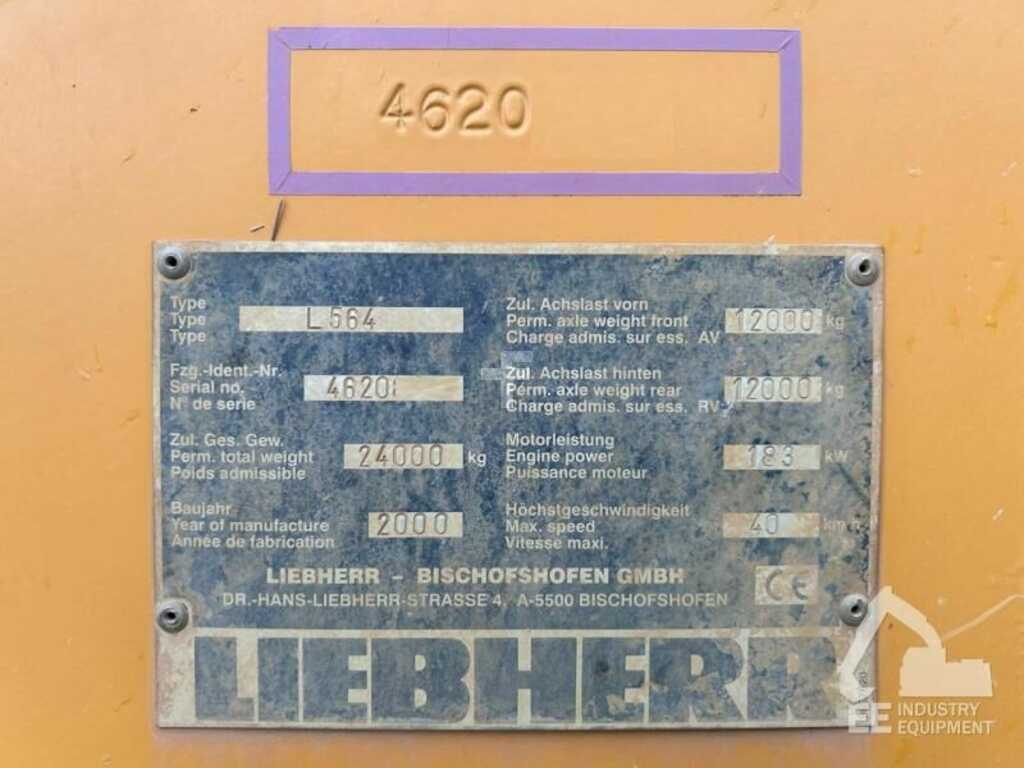 4620
Type
Type
Type
L 564
Fzg.-Ident.-Nr.
Serial no.
N° de serie
4620
Zul. Ges. Gew.
Perm. total weight
Poids admissible
24000 kg
Baujahr
Year of manufacture
Année de fabrication
2000
Zul. Achslast vorn
Perm. axle weight front
Charge admis. sur ess. AV
12000 kg
Zul. Achslast hinten
Perm. axle weight rear
Charge admis. sur ess. RV
12000 kg
Motorleistung
Engine power
Puissance moteur
183 kW
Höchstgeschwindigkeit
Max. speed
Vitesse maxi.
40 km/h
LIEBHERR - BISCHOFSHOFEN GMBH
DR.-HANS-LIEBHERR-STRASSE 4, A-5500 BISCHOFSHOFEN
CE
LIEBHERR
EE INDUSTRY
EQUIPMENT